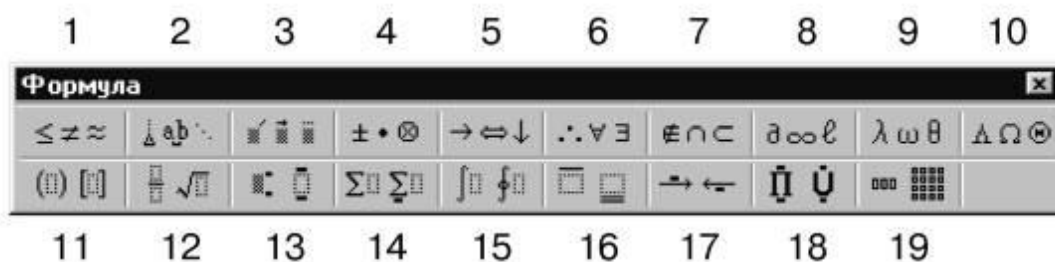 1 2 3 4 5 6 7 8 9 10
Формула
≤ ≠ ≈ a b ⋱ ± • ⊗ → ⇔ ↓ ∴ ∀ ∃ ∉ ∩ ⊂ ∂ ∞ ℓ λ ω θ Λ Ω Θ
( ) [ ] √ Σ Σ ∫ ∮ → ← Π Ụ
11 12 13 14 15 16 17 18 19